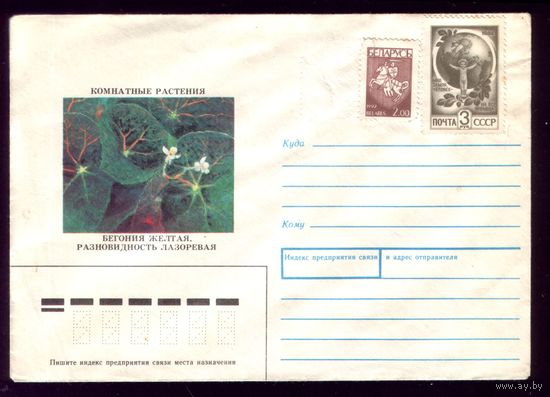 КОМНАТНЫЕ РАСТЕНИЯ
БЕГОНИЯ ЖЕЛТАЯ,
РАЗНОВИДНОСТЬ ЛАЗОРЕВАЯ
БЕЛАРУСЬ
1992
BELARUS 2.00
ПОЧТА 3 СССР
Куда
Кому
Индекс предприятия связи и адрес отправителя
Пишите индекс предприятия связи места назначения
© www.ay.by